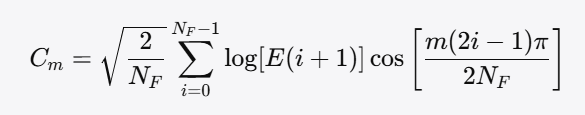 C_m = \sqrt{\frac{2}{N_F}} \sum_{i=0}^{N_F-1} \log[E(i+1)] \cos\left[\frac{m(2i-1)\pi}{2N_F}\right]